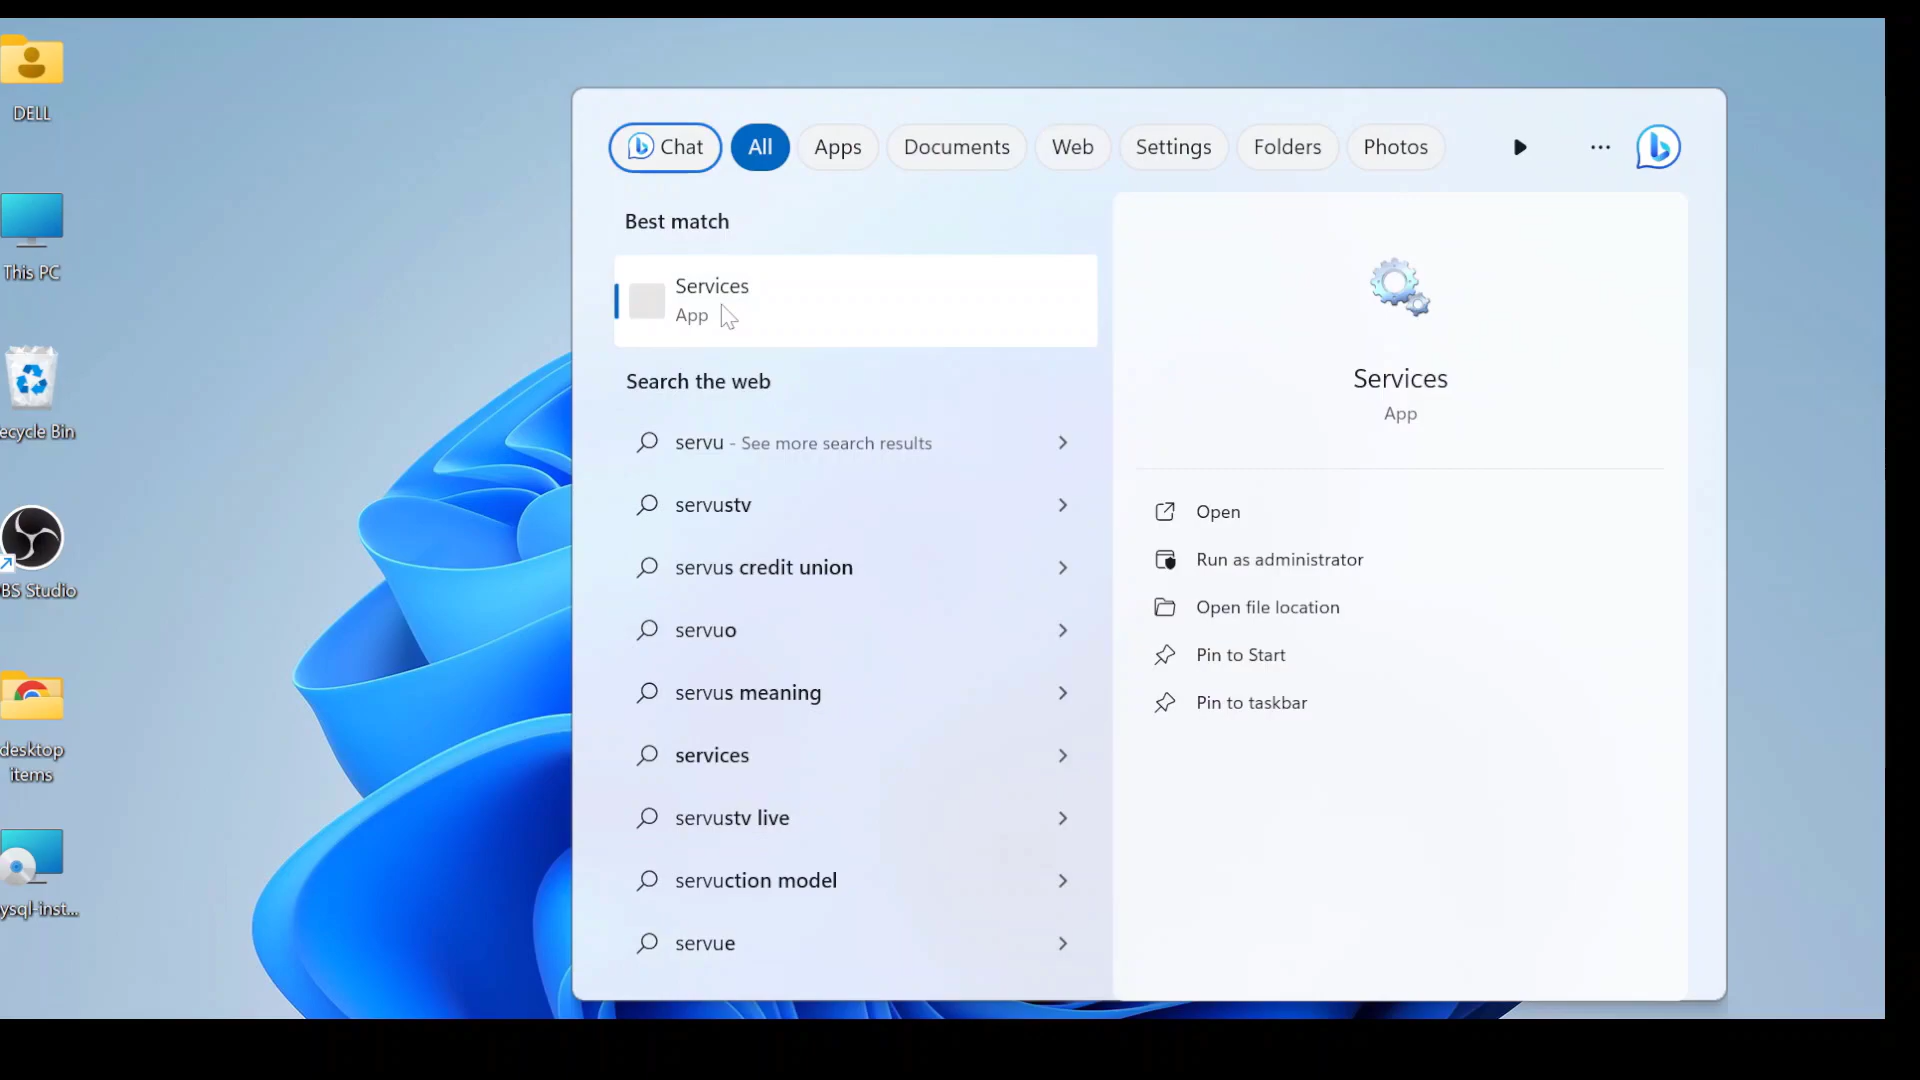 DELL
This PC
ecycle Bin
BS Studio
desktop
items
ysql-inst...
Chat
All
Apps
Documents
Web
Settings
Folders
Photos
Best match
Services
App
Search the web
servu - See more search results
servustv
servus credit union
servuo
servus meaning
services
servustv live
servuction model
servue
Services
App
Open
Run as administrator
Open file location
Pin to Start
Pin to taskbar